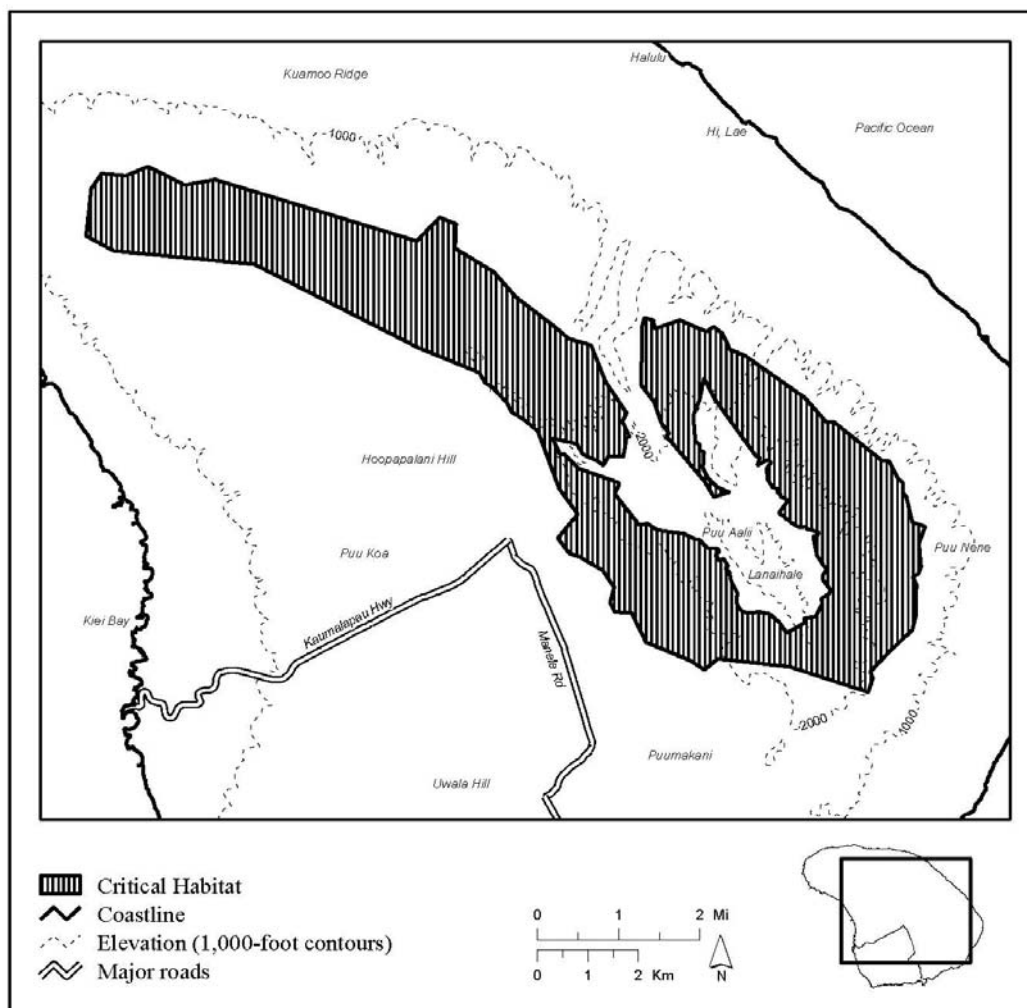 Halulu
Kuamoo Ridge
Hi, Lae
Pacific Ocean
1000
2000
Hoopapalani Hill
Puu Aalii
Puu Nene
Puu Koa
Lanaihale
Kiei Bay
Kaumalapau Hwy
Manele Rd
2000
1000
Puumakani
Uwala Hill
Critical Habitat
Coastline
Elevation (1,000-foot contours)
Major roads
0 1 2 Mi
0 1 2 Km
N